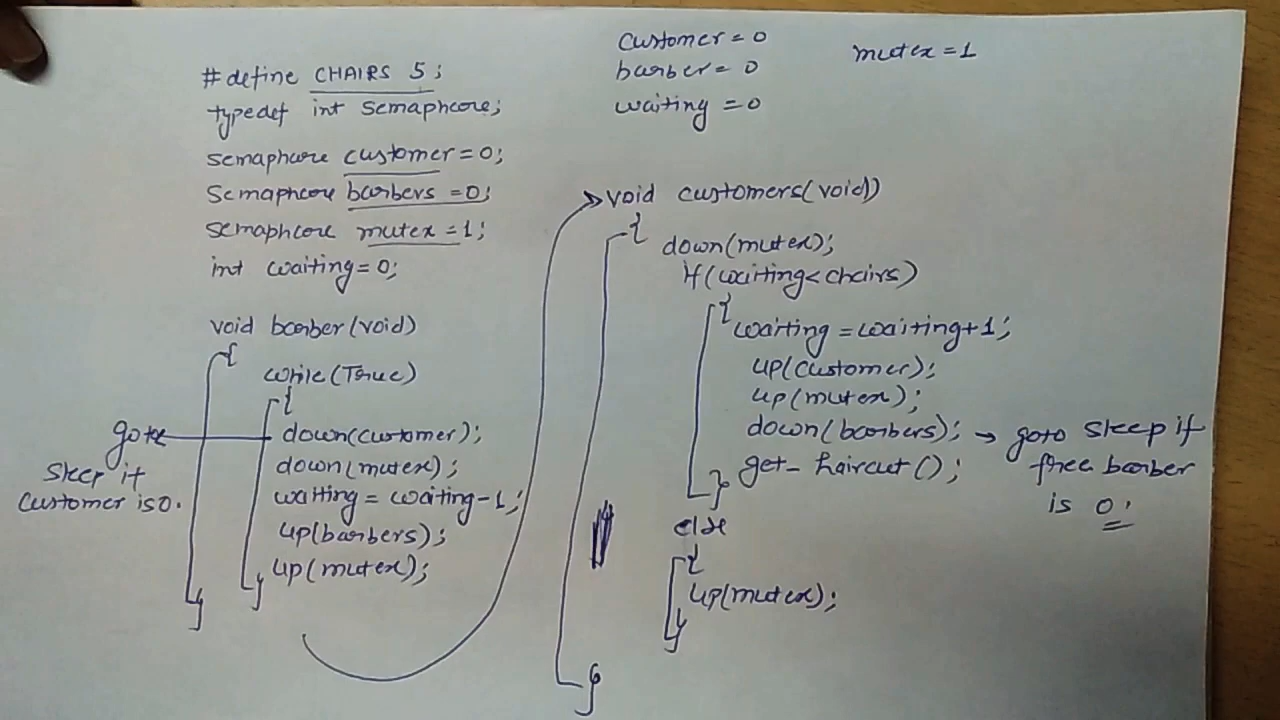 #define CHAIRS 5;
typedef int semaphore;
semaphore customer=0;
Semaphore barbers=0;
semaphore mutex=1;
int waiting=0;
void barber(void)
{
while(True)
{
down(customer);
down(mutex);
waiting = waiting-1;
up(barbers);
up(mutex);
}
}
goto
sleep if
customer is 0.
customer = 0
barber = 0
waiting = 0
mutex = 1
void customers(void)
{
down(mutex);
if(waiting<chairs)
{
waiting = waiting+1;
up(customer);
up(mutex);
down(barbers); → goto sleep if
free barber
is 0.
get-haircut();
}
else
{
up(mutex);
}
}